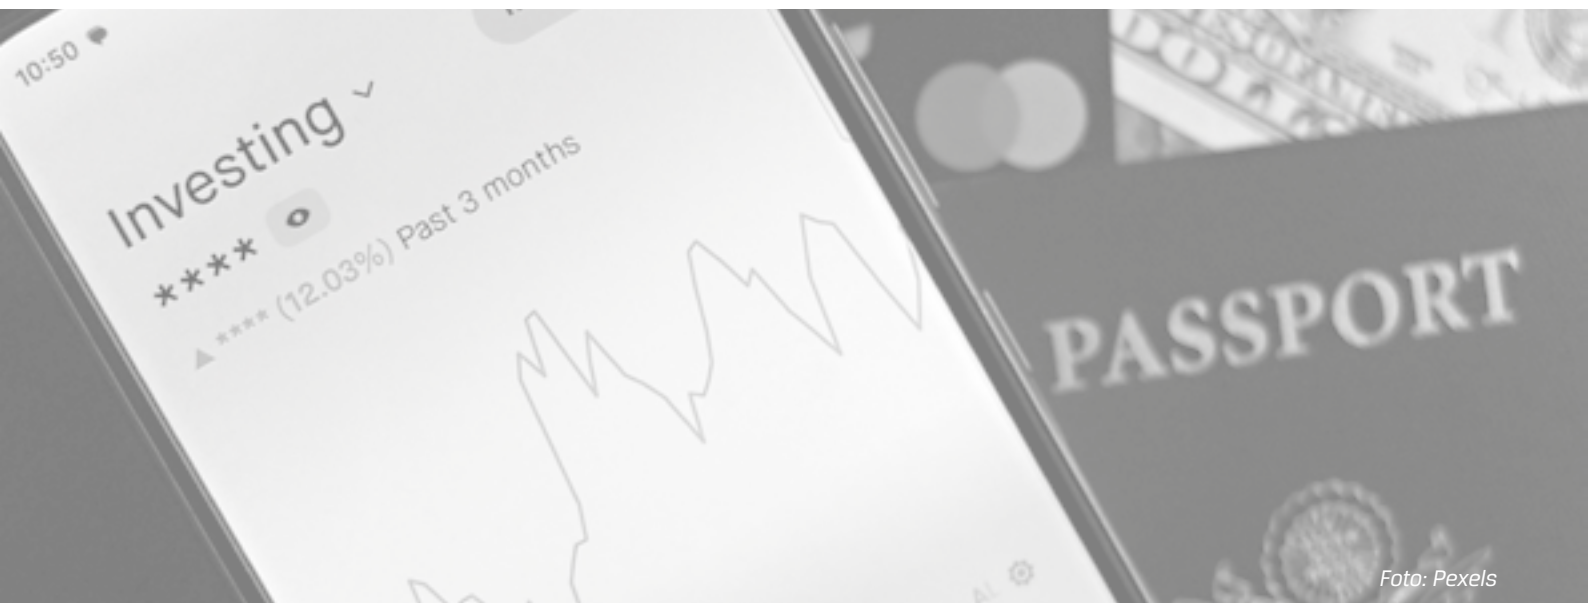 10:50
Investing
****
▲**** (12.03%) Past 3 months
PASSPORT
Foto: Pexels